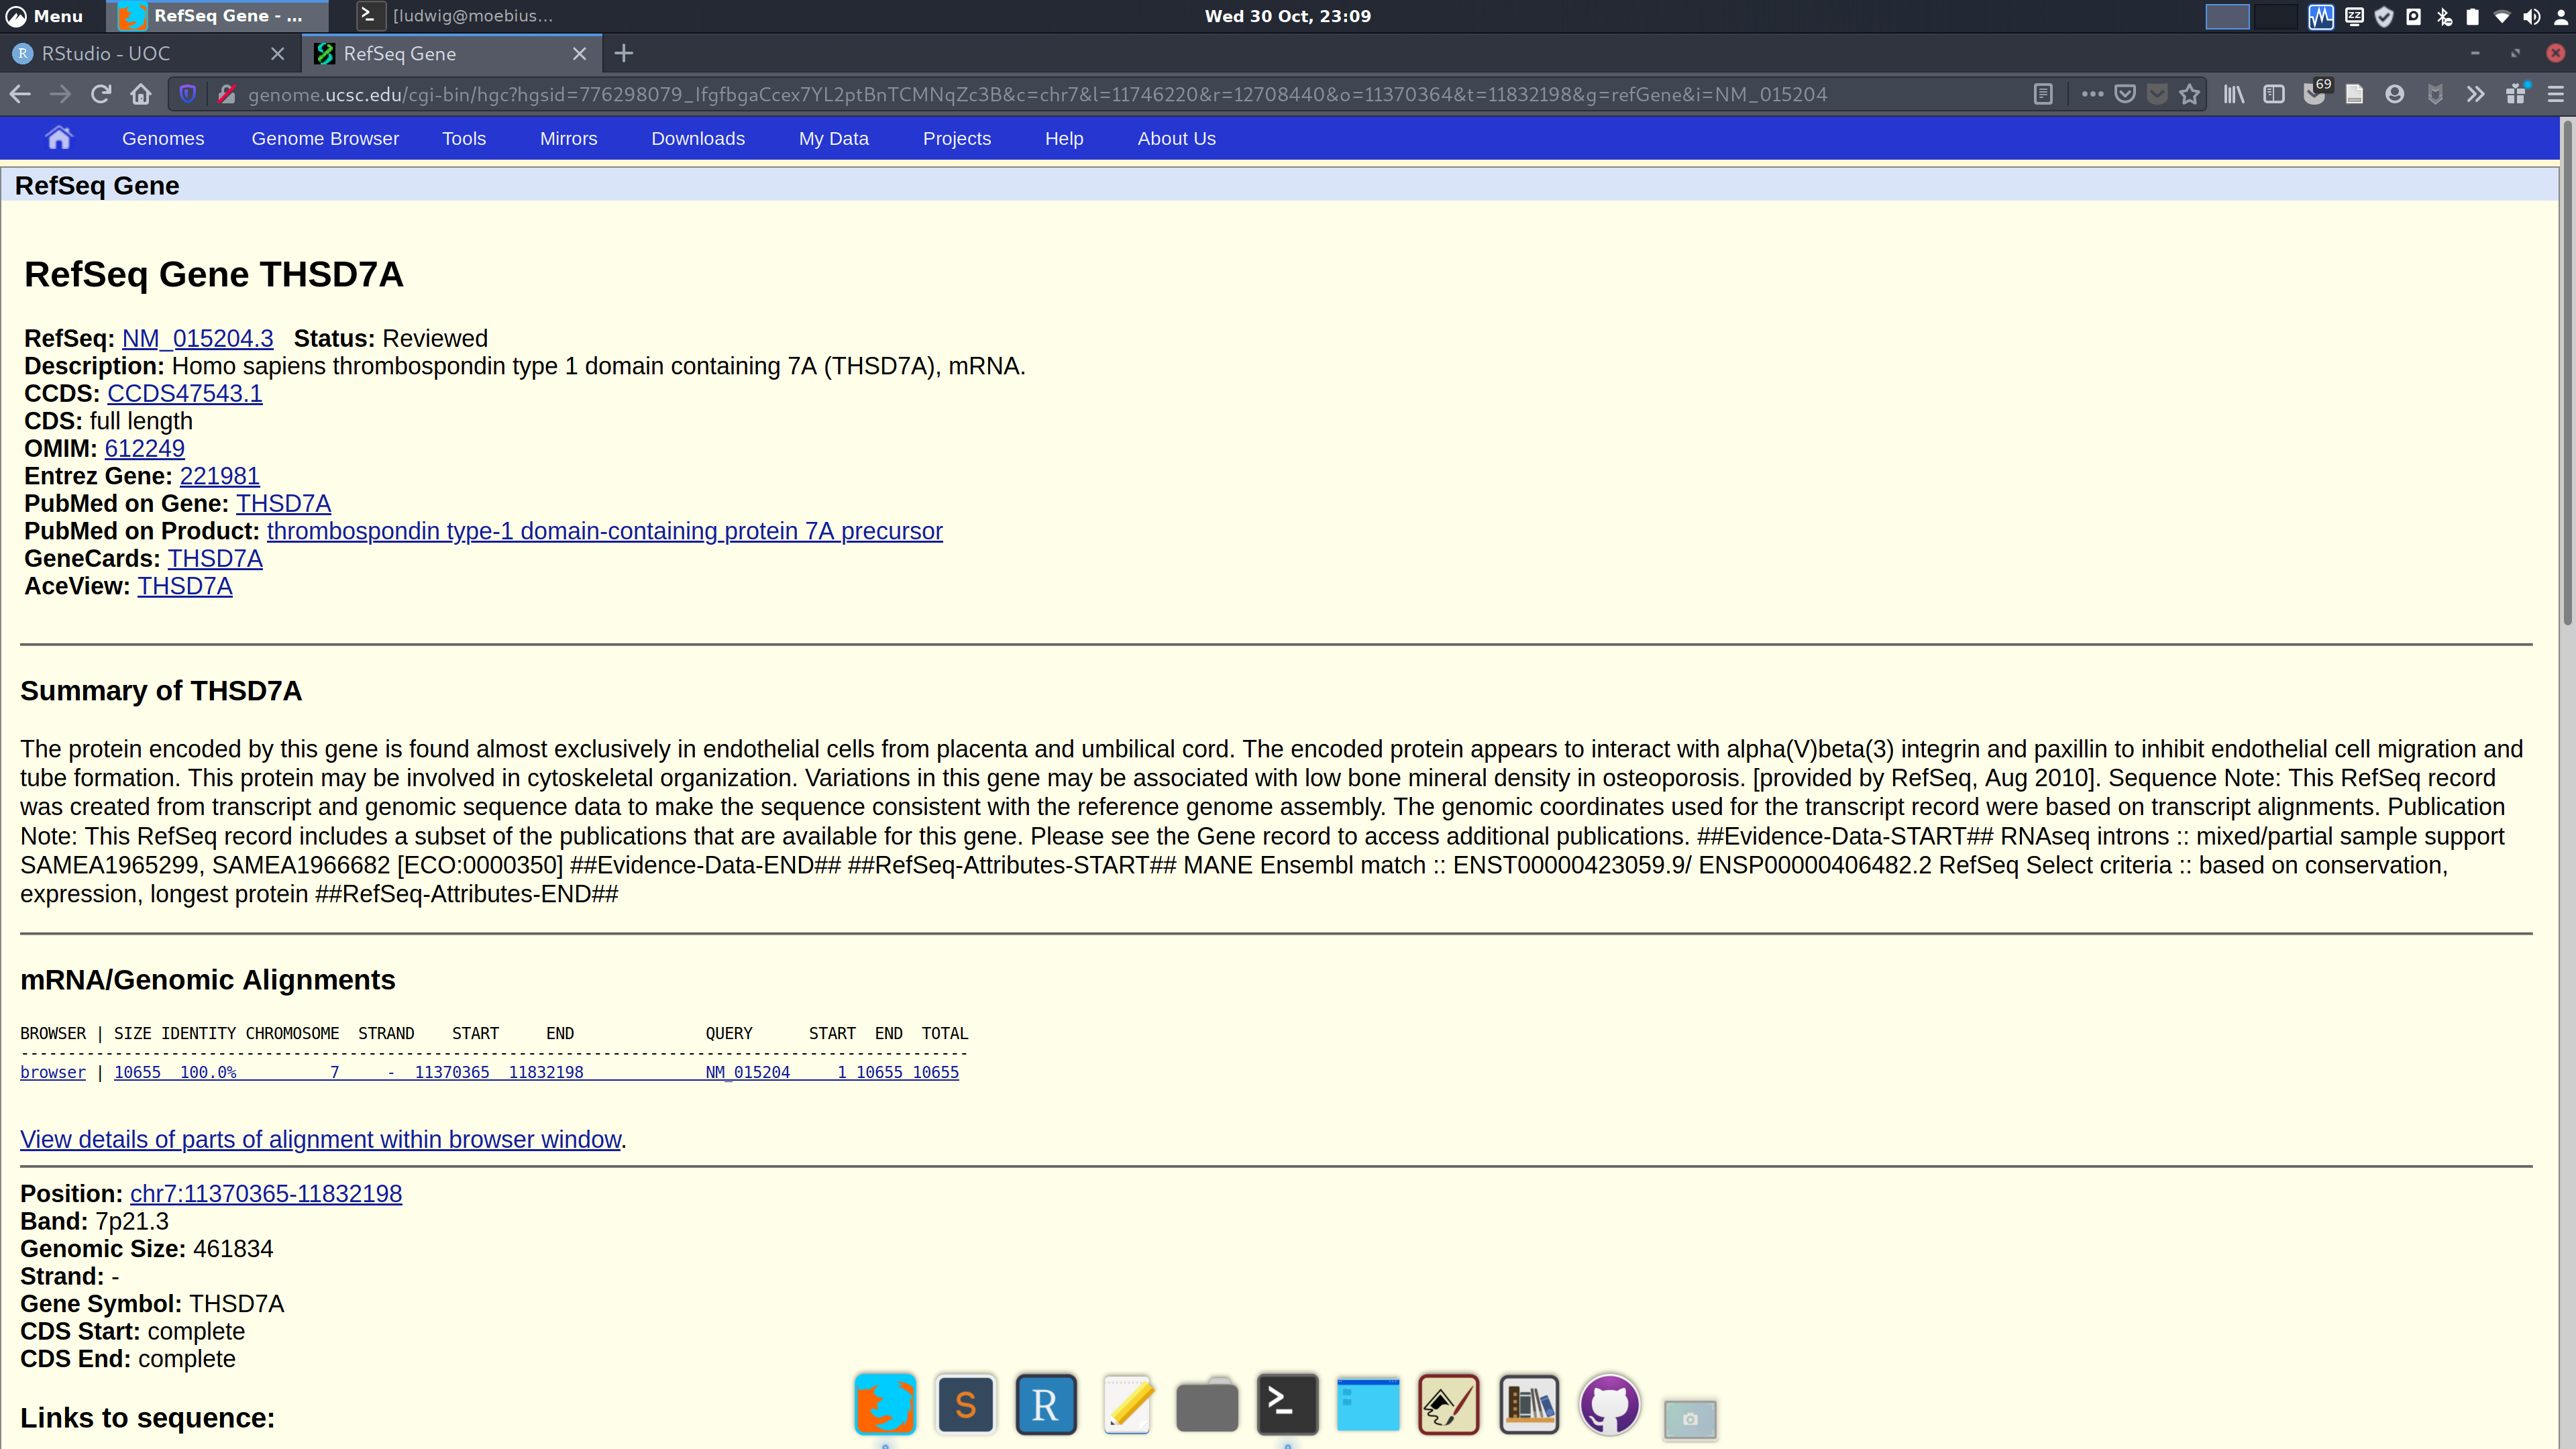 Menu
RefSeq Gene - ...
[ludwig@moebius...
Wed 30 Oct, 23:09
RStudio - UOC
RefSeq Gene
genome.ucsc.edu/cgi-bin/hgc?hgsid=776298079_IfgfbgaCcex7YL2ptBnTCMNqZc3B&c=chr7&l=11746220&r=12708440&o=11370364&t=11832198&g=refGene&i=NM_015204
69
Genomes Genome Browser Tools Mirrors Downloads My Data Projects Help About Us
RefSeq Gene
RefSeq Gene THSD7A
RefSeq: NM_015204.3 Status: Reviewed
Description: Homo sapiens thrombospondin type 1 domain containing 7A (THSD7A), mRNA.
CCDS: CCDS47543.1
CDS: full length
OMIM: 612249
Entrez Gene: 221981
PubMed on Gene: THSD7A
PubMed on Product: thrombospondin type-1 domain-containing protein 7A precursor
GeneCards: THSD7A
AceView: THSD7A
Summary of THSD7A
The protein encoded by this gene is found almost exclusively in endothelial cells from placenta and umbilical cord. The encoded protein appears to interact with alpha(V)beta(3) integrin and paxillin to inhibit endothelial cell migration and
tube formation. This protein may be involved in cytoskeletal organization. Variations in this gene may be associated with low bone mineral density in osteoporosis. [provided by RefSeq, Aug 2010]. Sequence Note: This RefSeq record
was created from transcript and genomic sequence data to make the sequence consistent with the reference genome assembly. The genomic coordinates used for the transcript record were based on transcript alignments. Publication
Note: This RefSeq record includes a subset of the publications that are available for this gene. Please see the Gene record to access additional publications. ##Evidence-Data-START## RNAseq introns :: mixed/partial sample support
SAMEA1965299, SAMEA1966682 [ECO:0000350] ##Evidence-Data-END## ##RefSeq-Attributes-START## MANE Ensembl match :: ENST00000423059.9/ ENSP00000406482.2 RefSeq Select criteria :: based on conservation,
expression, longest protein ##RefSeq-Attributes-END##
mRNA/Genomic Alignments
BROWSER | SIZE IDENTITY CHROMOSOME STRAND START END QUERY START END TOTAL
-----------------------------------------------------------------------------------------------------
browser | 10655 100.0% 7 - 11370365 11832198 NM_015204 1 10655 10655
View details of parts of alignment within browser window.
Position: chr7:11370365-11832198
Band: 7p21.3
Genomic Size: 461834
Strand: -
Gene Symbol: THSD7A
CDS Start: complete
CDS End: complete
Links to sequence: